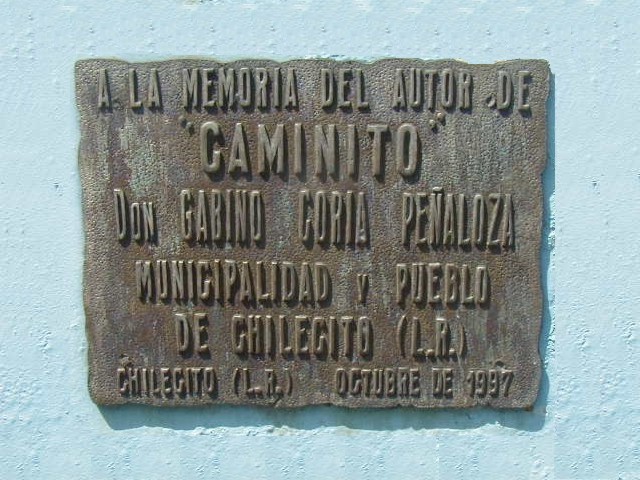 A LA MEMORIA DEL AUTOR DE
"CAMINITO"
DON GABINO CORIA PEÑALOZA
MUNICIPALIDAD Y PUEBLO
DE CHILECITO (L.R.)
CHILECITO (L.R.) OCTUBRE DE 1997